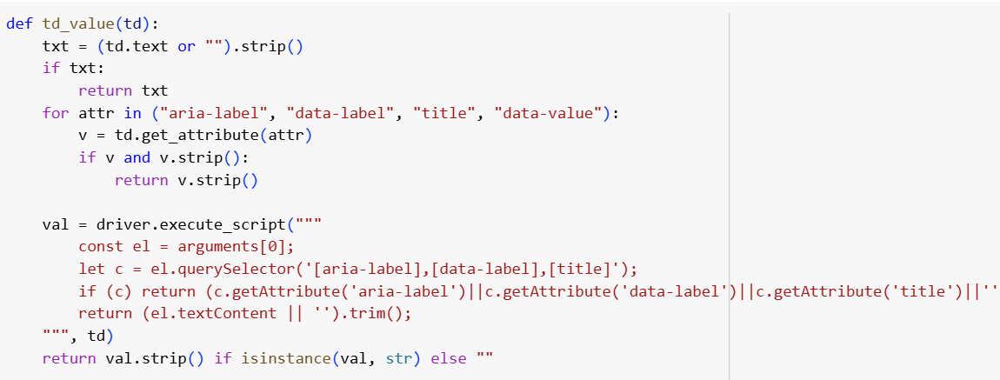 def td_value(td):
    txt = (td.text or "").strip()
    if txt:
        return txt
    for attr in ("aria-label", "data-label", "title", "data-value"):
        v = td.get_attribute(attr)
        if v and v.strip():
            return v.strip()

    val = driver.execute_script("""
        const el = arguments[0];
        let c = el.querySelector('[aria-label],[data-label],[title]');
        if (c) return (c.getAttribute('aria-label')||c.getAttribute('data-label')||c.getAttribute('title')||''
        return (el.textContent || '').trim();
    """, td)
    return val.strip() if isinstance(val, str) else ""